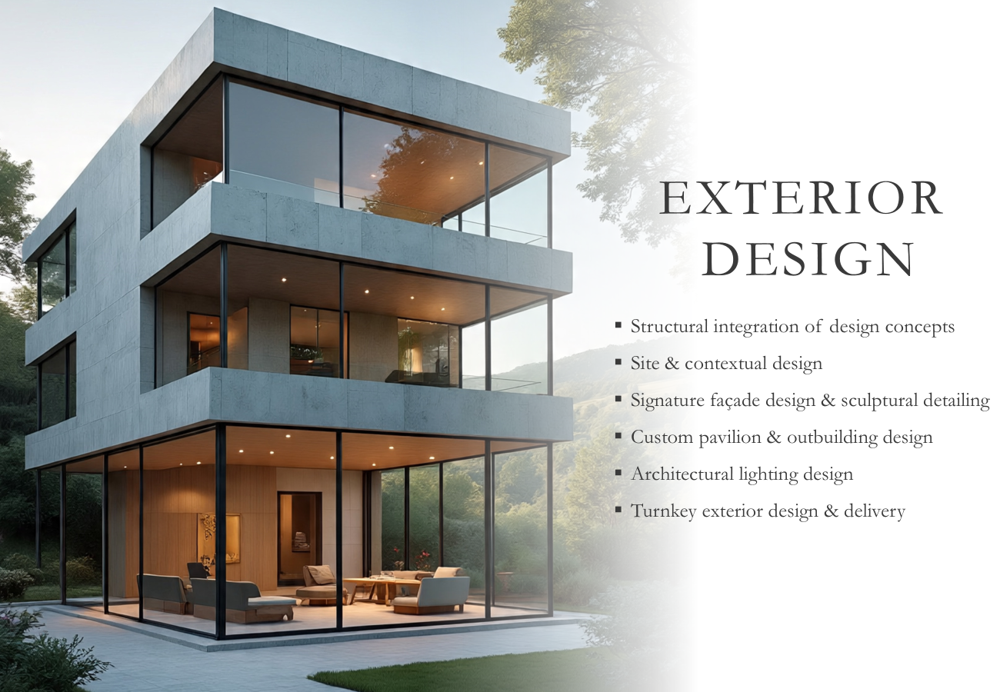 EXTERIOR
DESIGN
▪ Structural integration of design concepts
▪ Site & contextual design
▪ Signature façade design & sculptural detailing
▪ Custom pavilion & outbuilding design
▪ Architectural lighting design
▪ Turnkey exterior design & delivery